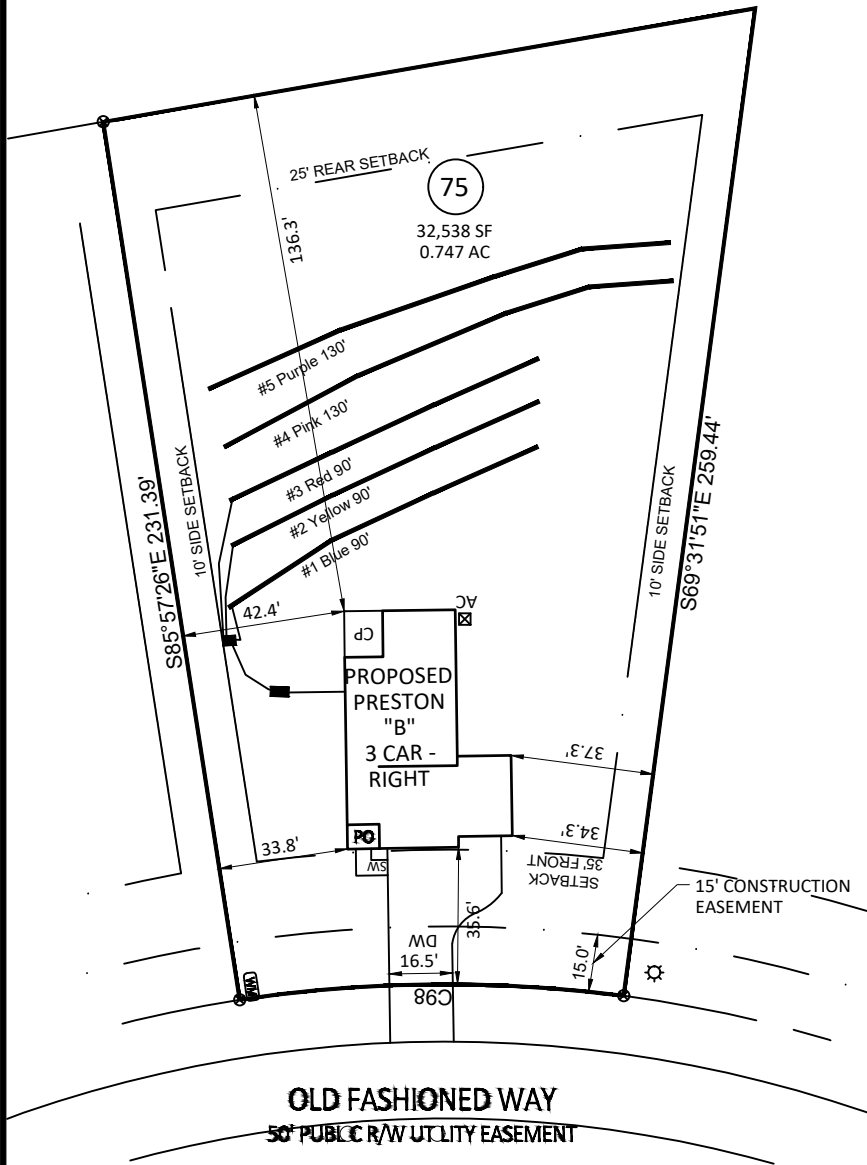 25' REAR SETBACK
75
32,538 SF
0.747 AC
136.3'
#5 Purple 130'
#4 Pink 130'
#3 Red 90'
#2 Yellow 90'
#1 Blue 90'
S85°57'26"E 231.39'
10' SIDE SETBACK
10' SIDE SETBACK
S69°31'51"E 259.44'
42.4'
CP
AC
PROPOSED
PRESTON
"B"
3 CAR -
RIGHT
37.3'
34.3'
33.8'
SW
35' FRONT
SETBACK
15' CONSTRUCTION
EASEMENT
DW
35.6'
16.5'
15.0'
WM
C98
OLD FASHIONED WAY
50' PUBLIC R/W UTILITY EASEMENT